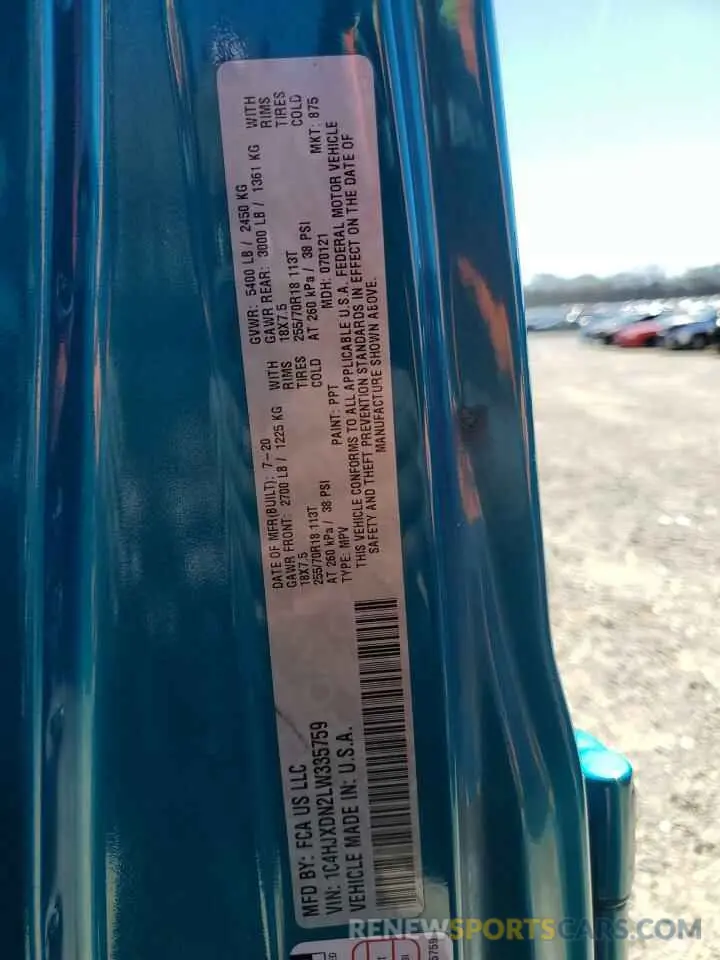 MFD BY: FCA US LLC
DATE OF MFR(BUILT): 7-20
GVWR: 5400 LB / 2450 KG
GAWR FRONT: 2700 LB / 1225 KG WITH
GAWR REAR: 3000 LB / 1361 KG WITH
18X7.5 RIMS
18X7.5 RIMS
255/70R18 113T TIRES
255/70R18 113T TIRES
AT 260 kPa / 38 PSI COLD
AT 260 kPa / 38 PSI COLD
TYPE: MPV
PAINT: PPT
MDH: 070121
MKT: 875
THIS VEHICLE CONFORMS TO ALL APPLICABLE U.S.A. FEDERAL MOTOR VEHICLE
SAFETY AND THEFT PREVENTION STANDARDS IN EFFECT ON THE DATE OF
MANUFACTURE SHOWN ABOVE.
VIN: 1C4HJXDN2LW335759
VEHICLE MADE IN: U.S.A.
RENEWSPORTSCARS.COM